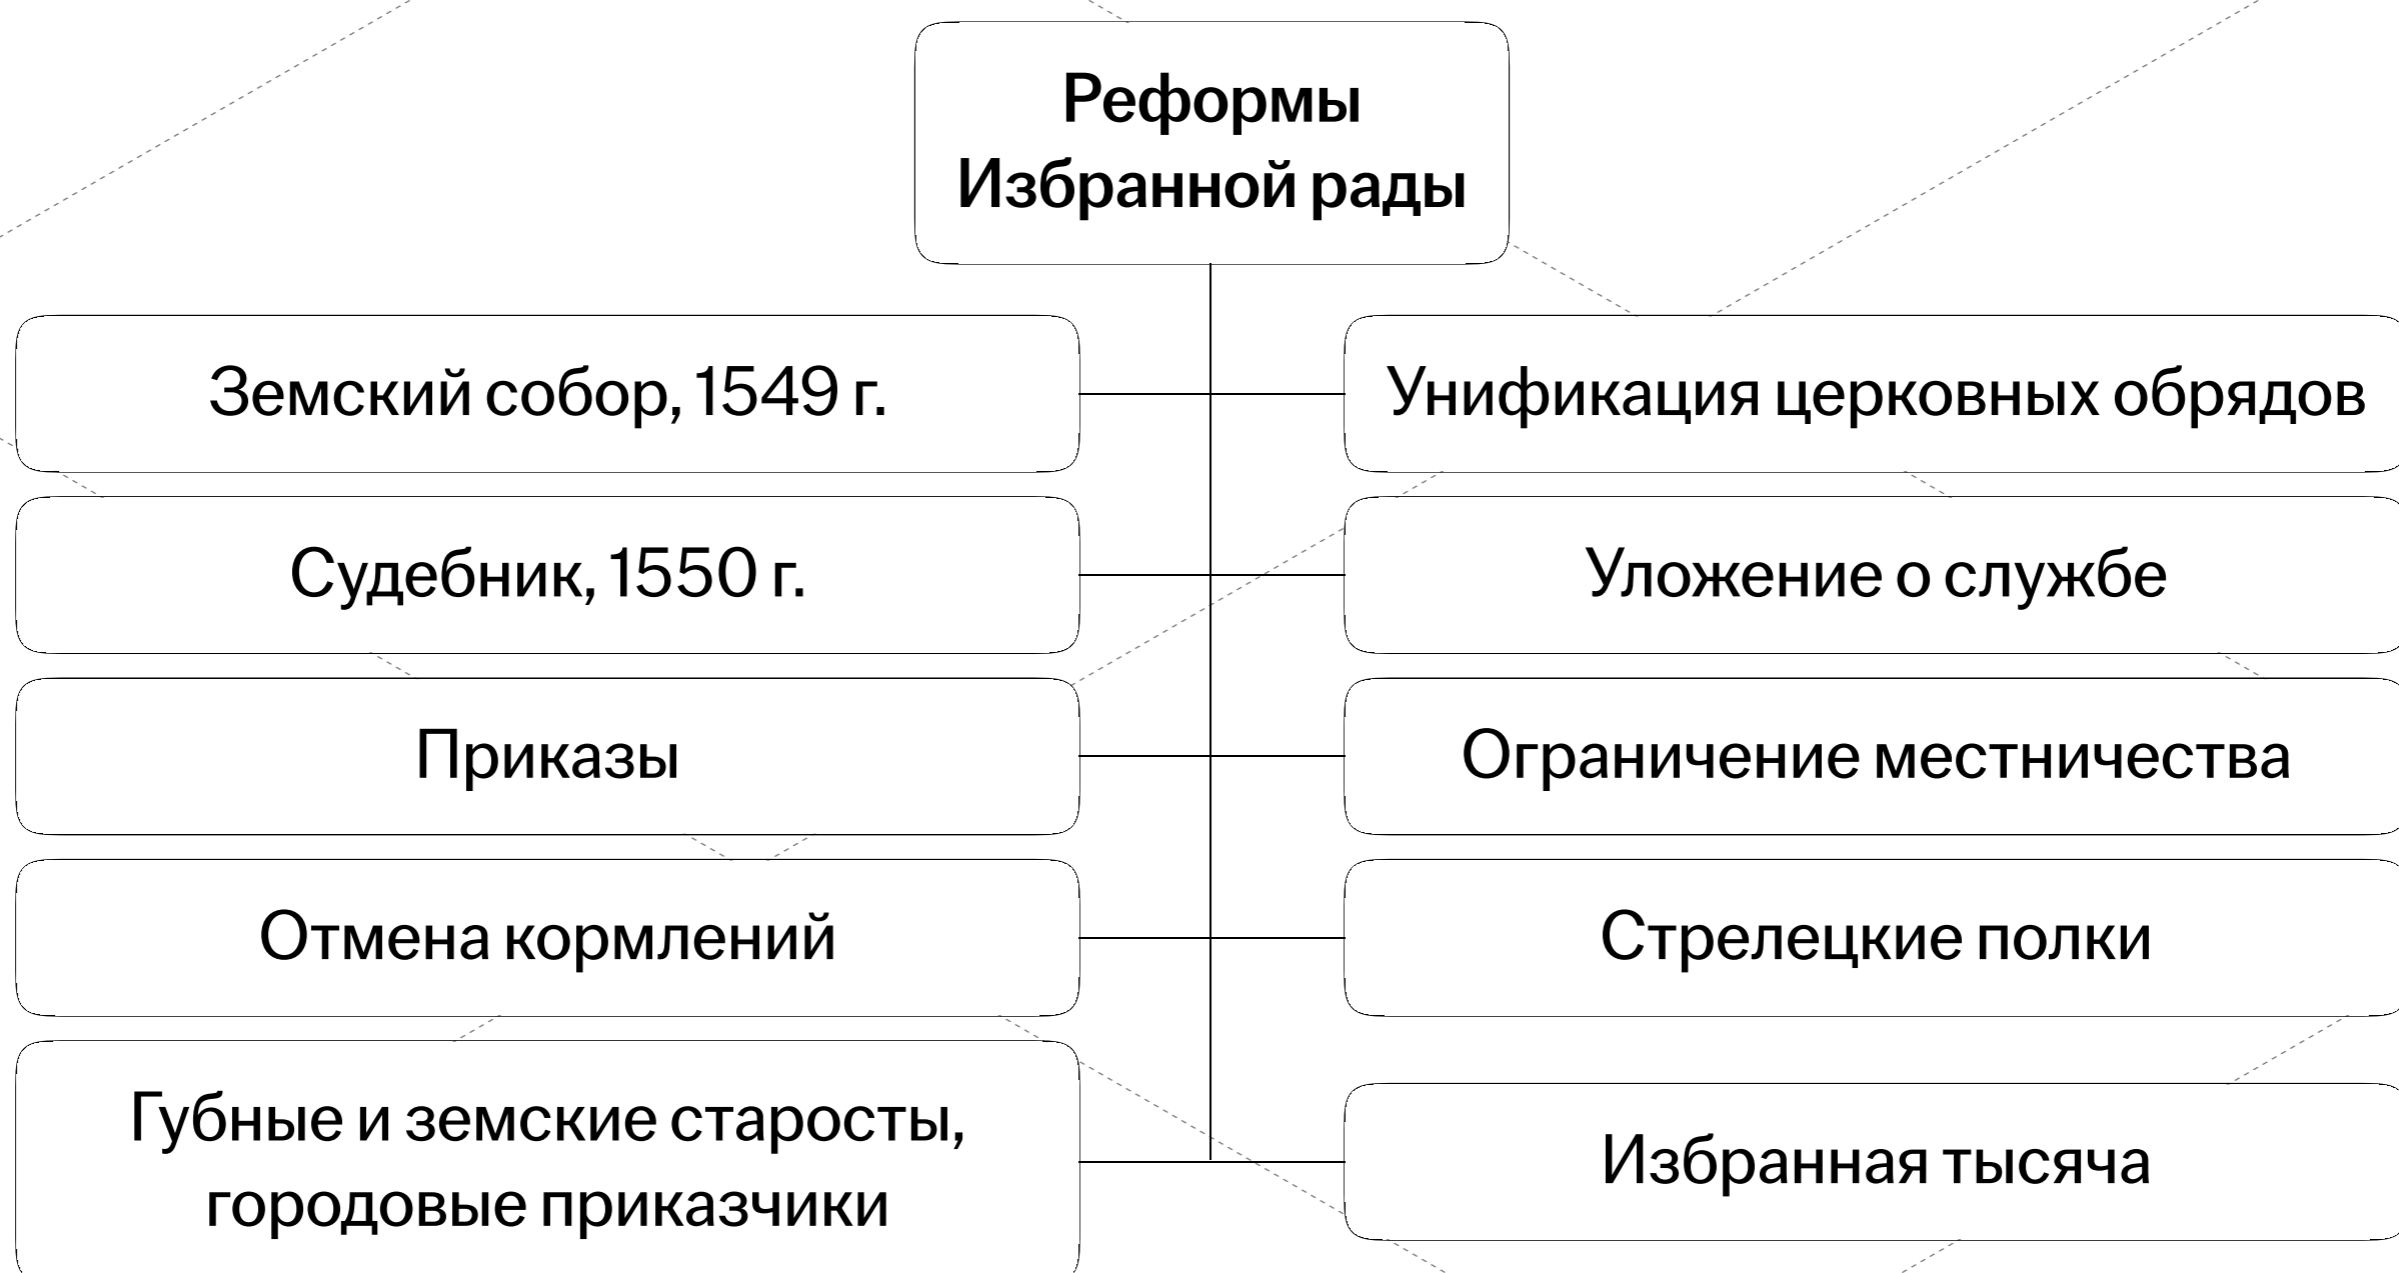 Реформы
Избранной рады
Земский собор, 1549 г.
Унификация церковных обрядов
Судебник, 1550 г.
Уложение о службе
Приказы
Ограничение местничества
Отмена кормлений
Стрелецкие полки
Губные и земские старосты,
городовые приказчики
Избранная тысяча